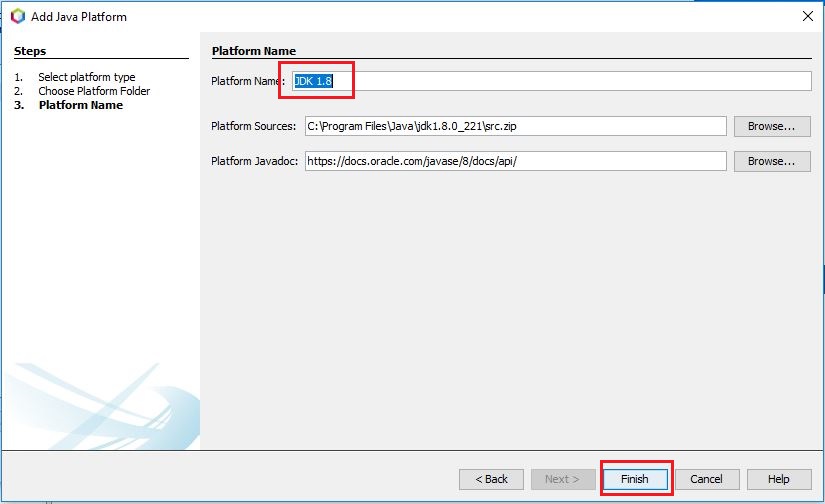 Add Java Platform
Steps
1. Select platform type
2. Choose Platform Folder
3. Platform Name
Platform Name
Platform Name: JDK 1.8
Platform Sources: C:\Program Files\Java\jdk1.8.0_221\src.zip Browse...
Platform Javadoc: https://docs.oracle.com/javase/8/docs/api/ Browse...
< Back Next > Finish Cancel Help